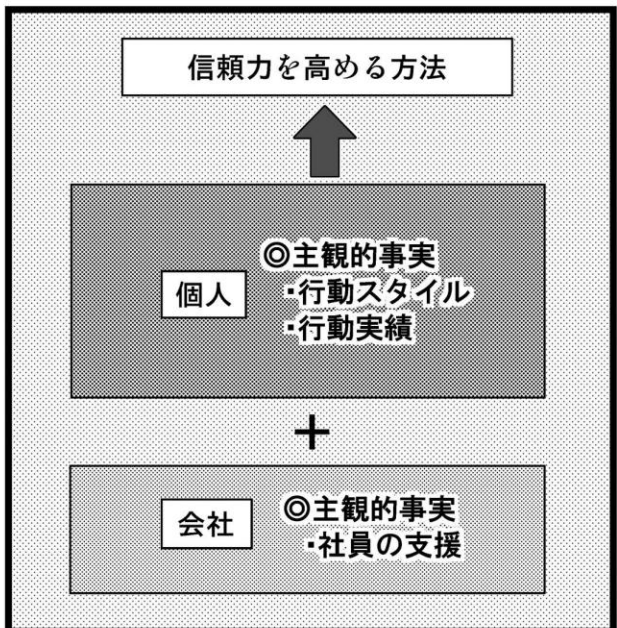 信頼力を高める方法
個人
◎主観的事実
・行動スタイル
・行動実績
+
会社
◎主観的事実
・社員の支援